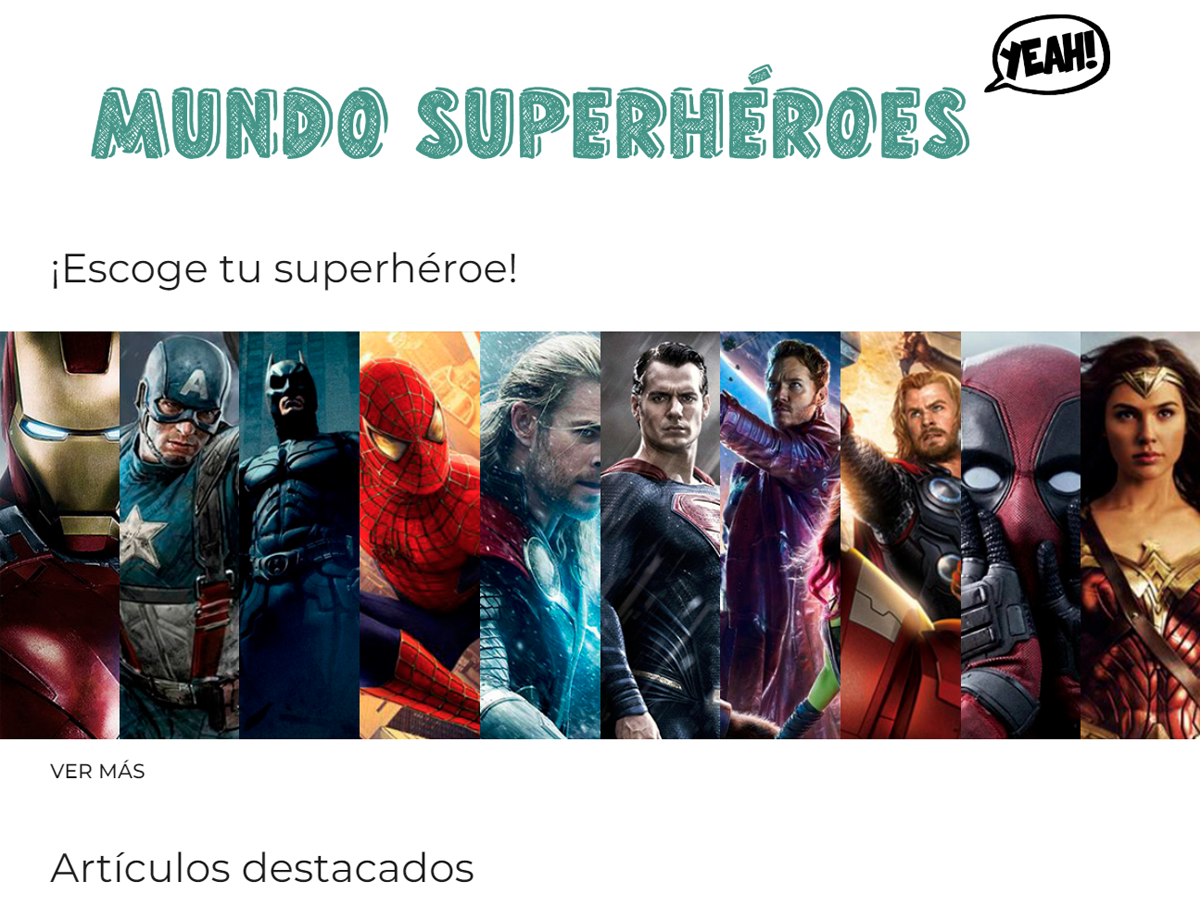 YEAH!
MUNDO SUPERHÉROES
¡Escoge tu superhéroe!
A
VER MÁS
Artículos destacados